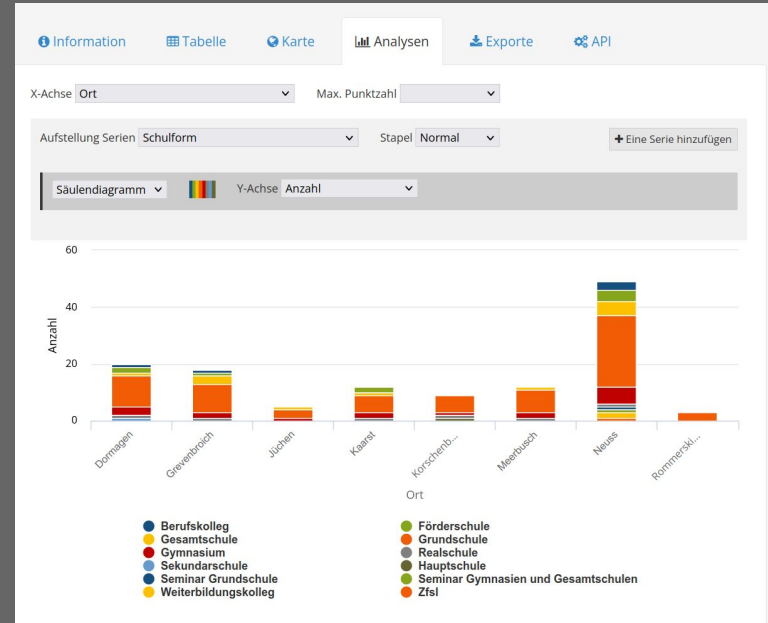 Information Tabelle Karte Analysen Exporte API
X-Achse Ort Max. Punktzahl
Aufstellung Serien Schulform Stapel Normal + Eine Serie hinzufügen
Säulendiagramm Y-Achse Anzahl
60
40
20
0
Anzahl
Dormagen Grevenbroich Jüchen Kaarst Korschenb... Meerbusch Neuss Rommerski...
Ort
Berufskolleg Förderschule
Gesamtschule Grundschule
Gymnasium Realschule
Sekundarschule Hauptschule
Seminar Grundschule Seminar Gymnasien und Gesamtschulen
Weiterbildungskolleg Zfsl